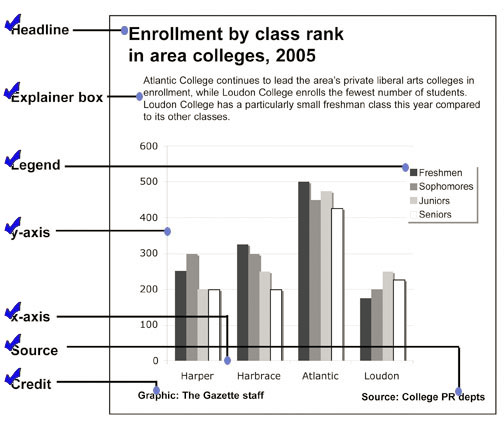 Headline
Enrollment by class rank
in area colleges, 2005
Explainer box
Atlantic College continues to lead the area's private liberal arts colleges in
enrollment, while Loudon College enrolls the fewest number of students.
Loudon College has a particularly small freshman class this year compared
to its other classes.
Legend
Freshmen
Sophomores
Juniors
Seniors
y-axis
600
500
400
300
200
100
0
x-axis
Harper Harbrace Atlantic Loudon
Source
Credit
Graphic: The Gazette staff
Source: College PR depts